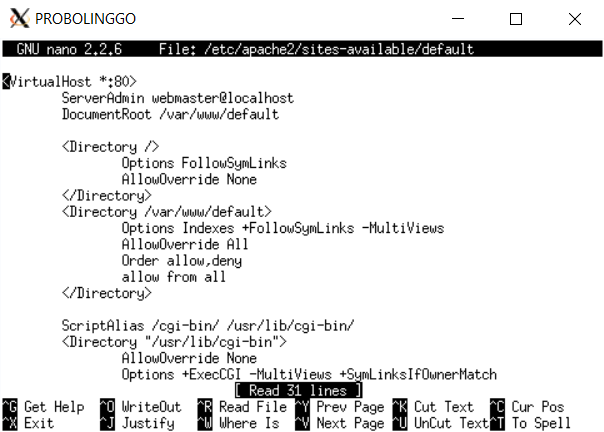 PROBOLINGGO
GNU nano 2.2.6 File: /etc/apache2/sites-available/default
<VirtualHost *:80>
ServerAdmin webmaster@localhost
DocumentRoot /var/www/default
<Directory />
Options FollowSymLinks
AllowOverride None
</Directory>
<Directory /var/www/default>
Options Indexes +FollowSymLinks -MultiViews
AllowOverride All
Order allow,deny
allow from all
</Directory>
ScriptAlias /cgi-bin/ /usr/lib/cgi-bin/
<Directory "/usr/lib/cgi-bin">
AllowOverride None
Options +ExecCGI -MultiViews +SymLinksIfOwnerMatch
[ Read 31 lines ]
^G Get Help ^O WriteOut ^R Read File ^Y Prev Page ^K Cut Text ^C Cur Pos
^X Exit ^J Justify ^W Where Is ^V Next Page ^U UnCut Text ^T To Spell